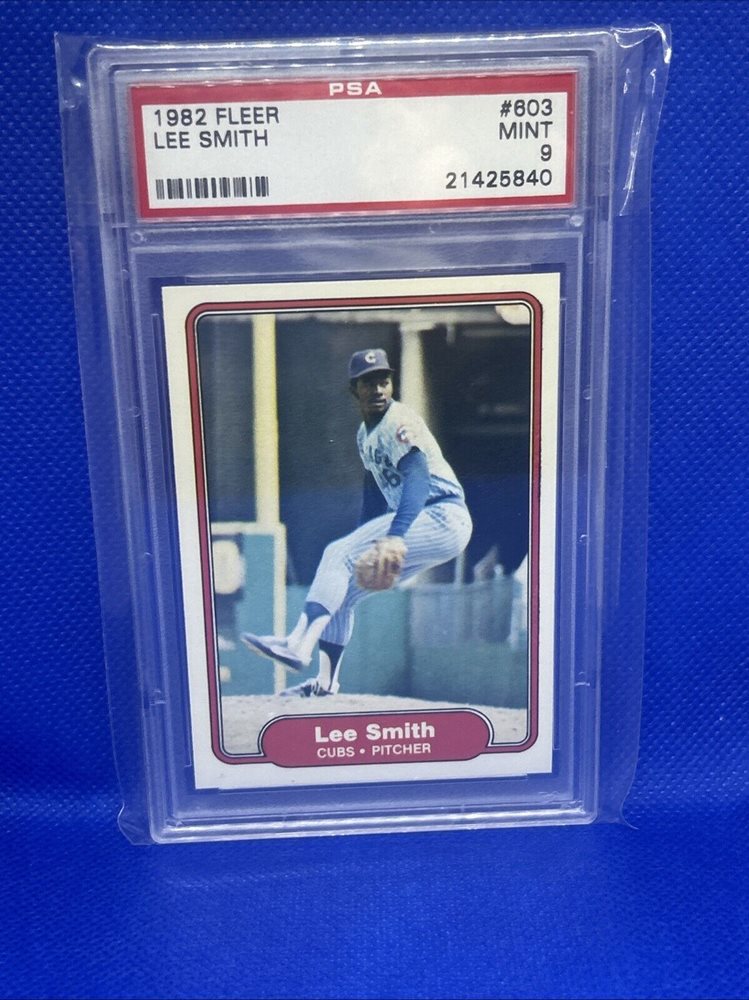 PSA
1982 FLEER #603
LEE SMITH MINT
9
21425840
C
Lee Smith
CUBS • PITCHER